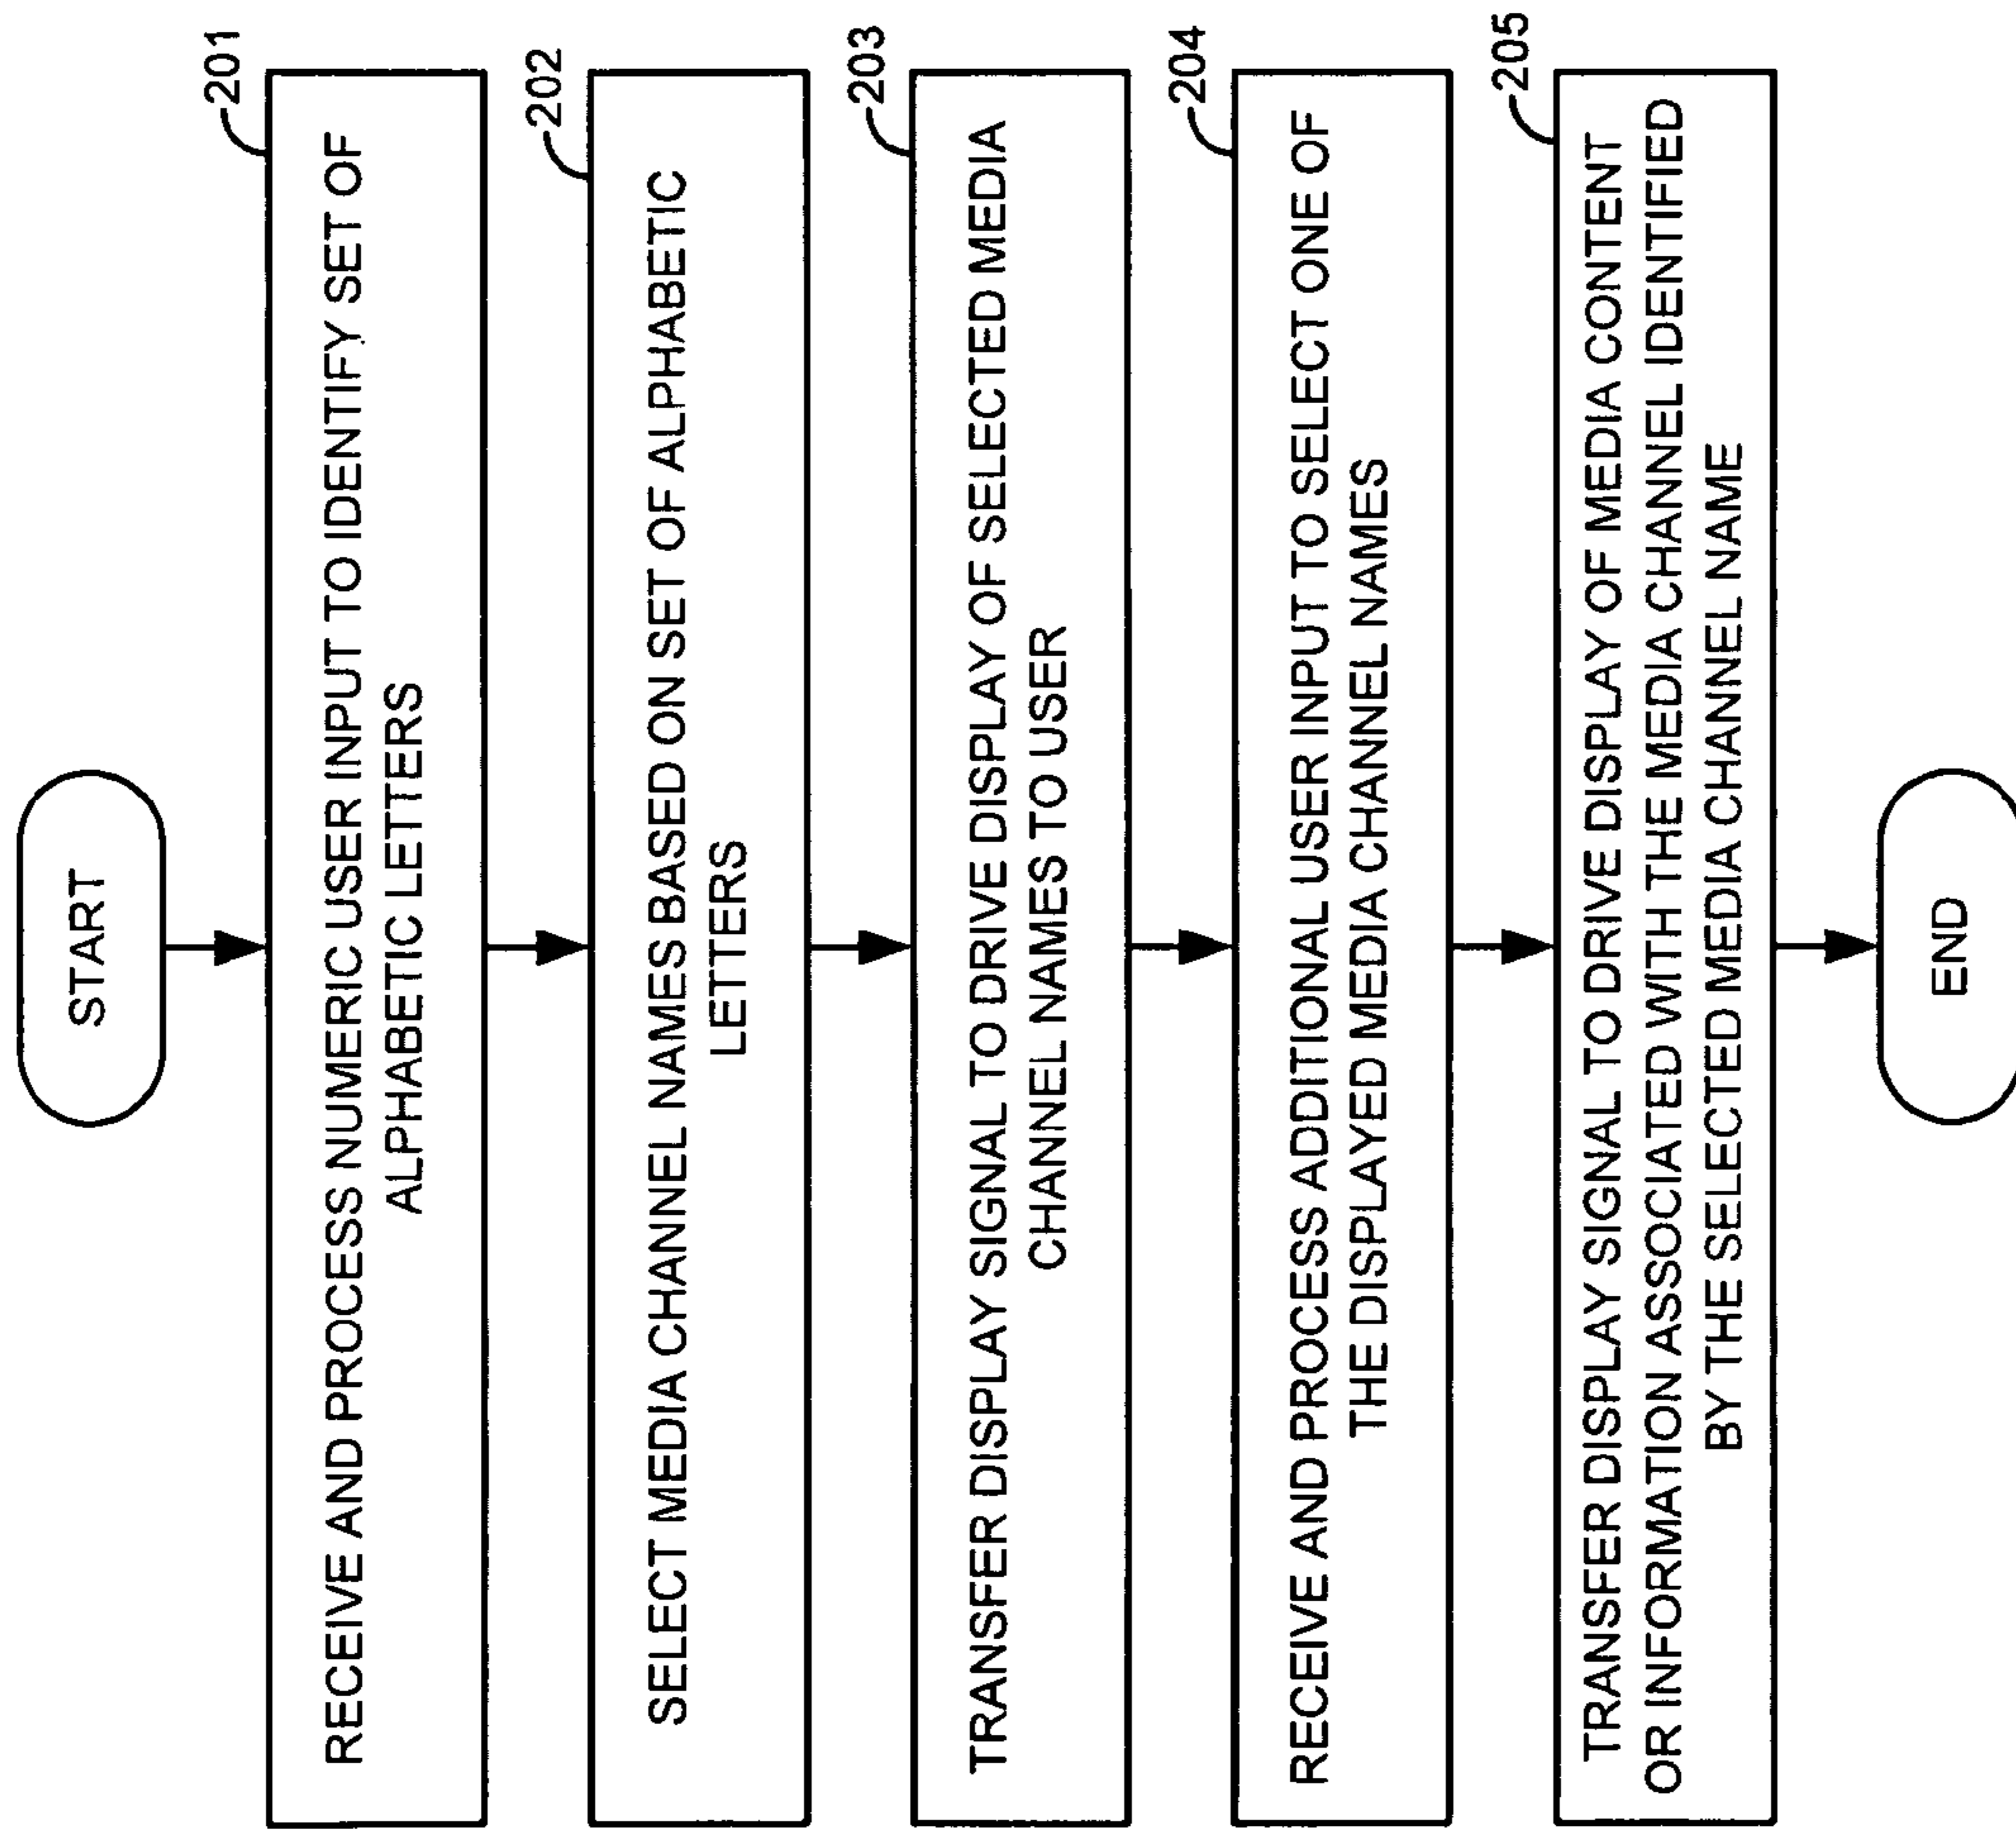 START
201
RECEIVE AND PROCESS NUMERIC USER INPUT TO IDENTIFY SET OF
ALPHABETIC LETTERS
202
SELECT MEDIA CHANNEL NAMES BASED ON SET OF ALPHABETIC
LETTERS
203
TRANSFER DISPLAY SIGNAL TO DRIVE DISPLAY OF SELECTED MEDIA
CHANNEL NAMES TO USER
204
RECEIVE AND PROCESS ADDITIONAL USER INPUT TO SELECT ONE OF
THE DISPLAYED MEDIA CHANNEL NAMES
205
TRANSFER DISPLAY SIGNAL TO DRIVE DISPLAY OF MEDIA CONTENT
OR INFORMATION ASSOCIATED WITH THE MEDIA CHANNEL IDENTIFIED
BY THE SELECTED MEDIA CHANNEL NAME
END